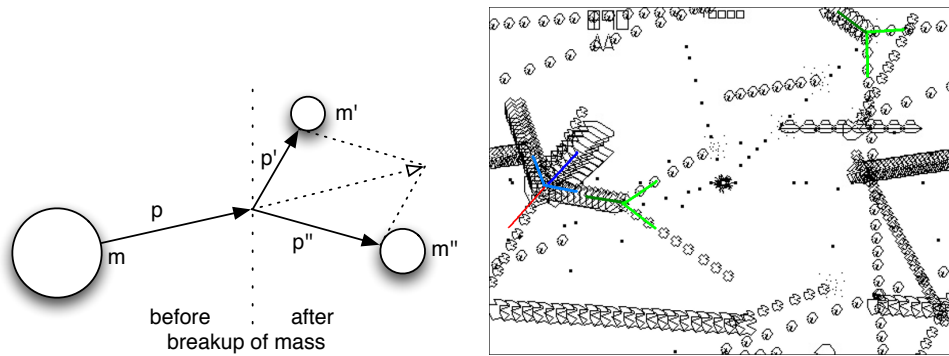 m'
p'
p
p"
m
m"
before
after
breakup of mass